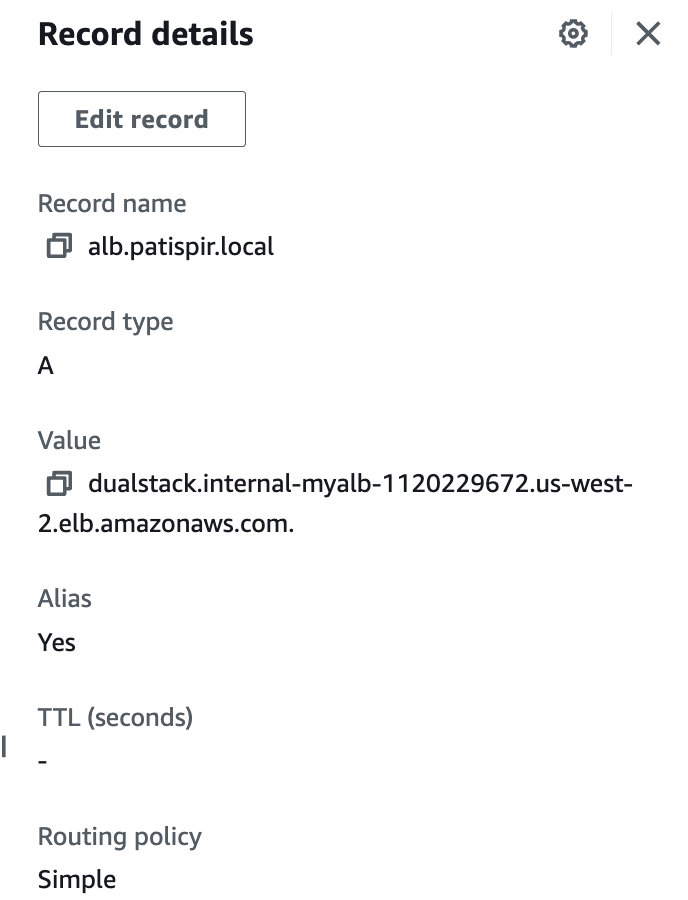 Record details
Edit record
Record name
alb.patispir.local
Record type
A
Value
dualstack.internal-myalb-1120229672.us-west-
2.elb.amazonaws.com.
Alias
Yes
TTL (seconds)
-
Routing policy
Simple